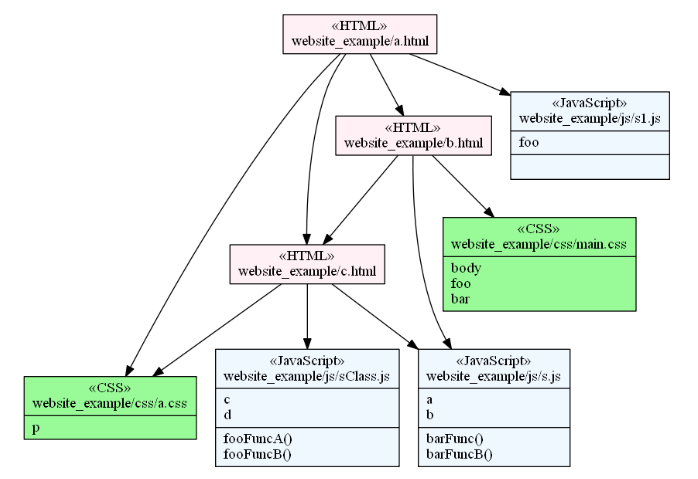 «HTML»
website_example/a.html
«JavaScript»
website_example/js/s1.js
foo
«HTML»
website_example/b.html
«CSS»
website_example/css/main.css
body
foo
bar
«HTML»
website_example/c.html
«CSS»
website_example/css/a.css
p
«JavaScript»
website_example/js/sClass.js
c
d
fooFuncA()
fooFuncB()
«JavaScript»
website_example/js/s.js
a
b
barFunc()
barFuncB()